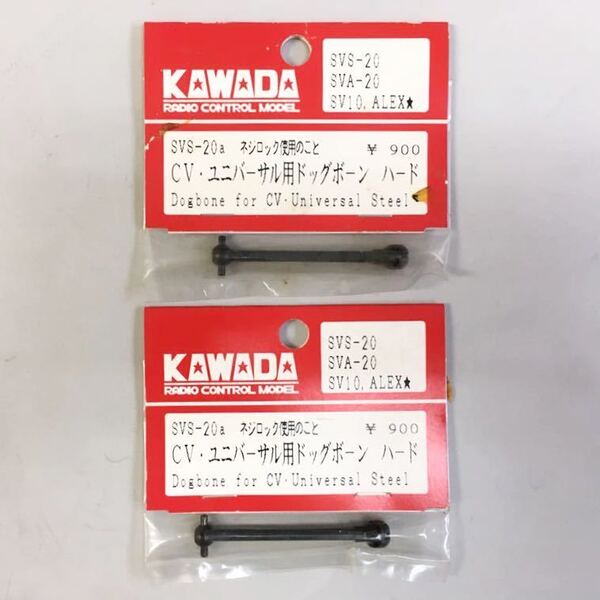 KAWADA
RADIO CONTROL MODEL
SVS-20
SVA-20
SV10, ALEX★
SVS-20a ネジロック使用のこと ¥ 900
CV・ユニバーサル用ドッグボーン ハード
Dogbone for CV・Universal Steel
KAWADA
RADIO CONTROL MODEL
SVS-20
SVA-20
SV10, ALEX★
SVS-20a ネジロック使用のこと ¥ 900
CV・ユニバーサル用ドッグボーン ハード
Dogbone for CV・Universal Steel